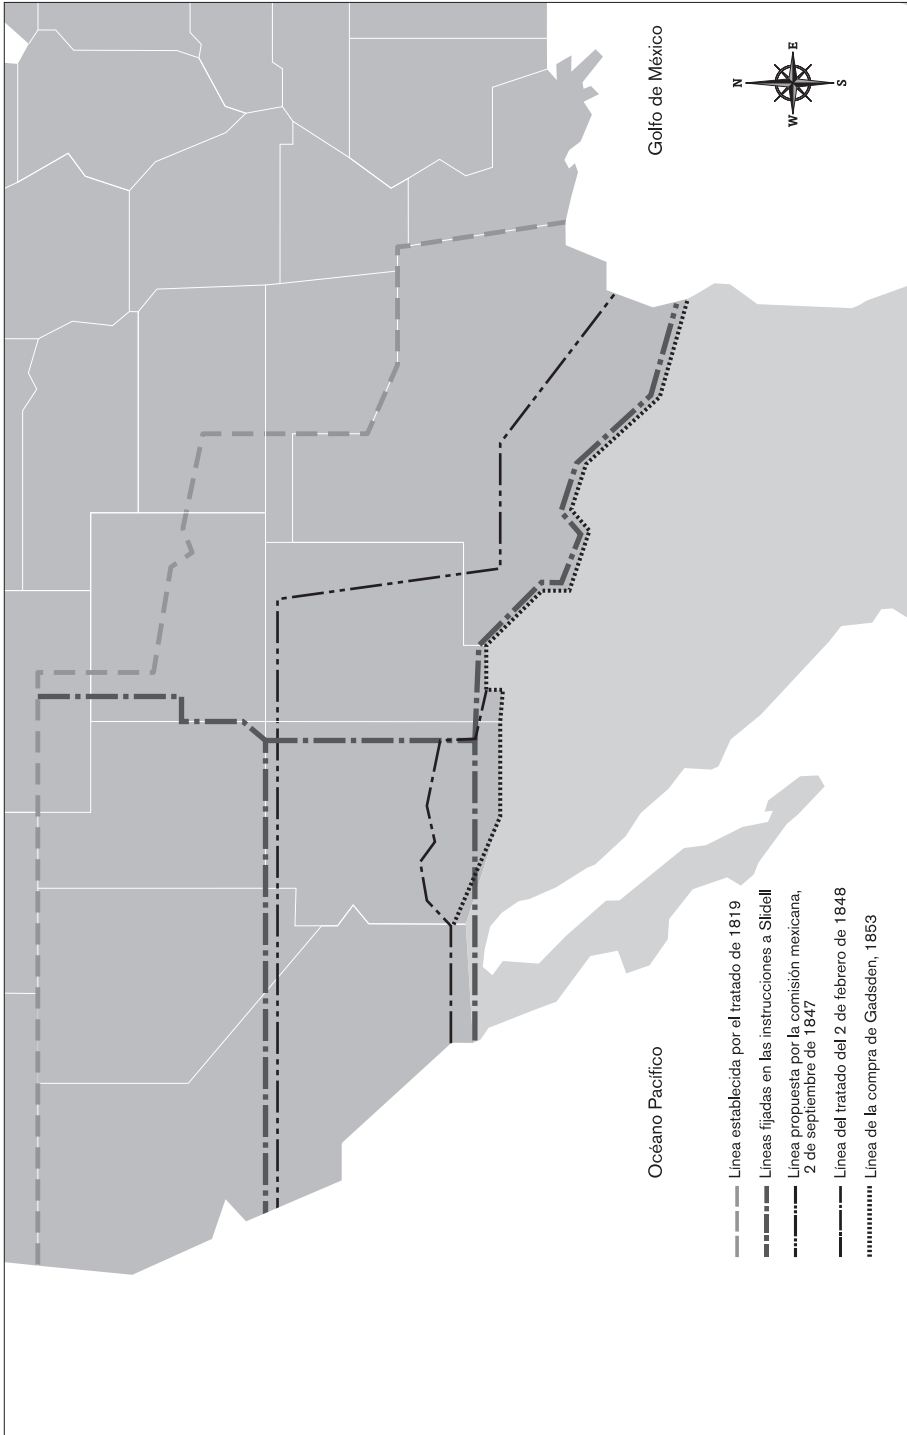 Golfo de México
N
E
S
W
Océano Pacífico
Línea establecida por el tratado de 1819
Líneas fijadas en las instrucciones a Slidell
Línea propuesta por la comisión mexicana,
2 de septiembre de 1847
Línea del tratado del 2 de febrero de 1848
Línea de la compra de Gadsden, 1853